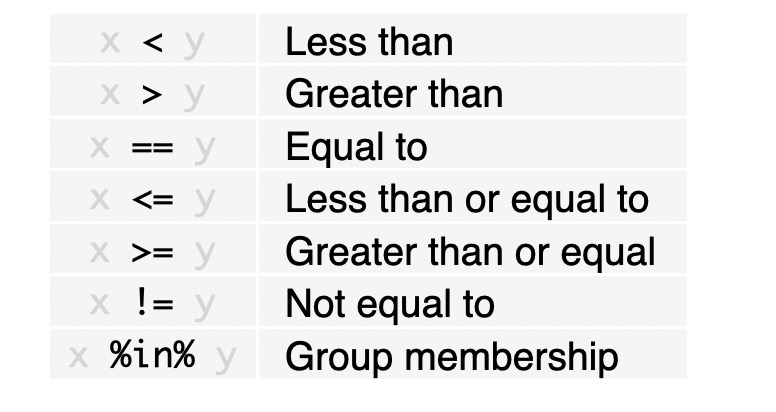 x < y Less than
x > y Greater than
x == y Equal to
x <= y Less than or equal to
x >= y Greater than or equal
x != y Not equal to
x %in% y Group membership